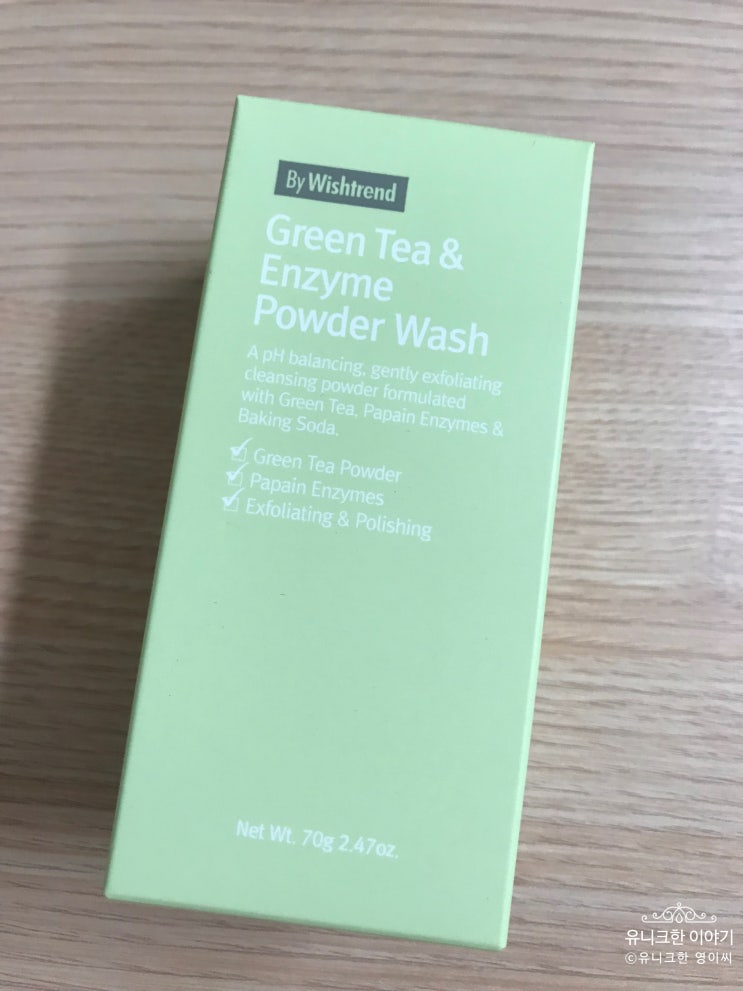 By Wishtrend
Green Tea &
Enzyme
Powder Wash
A pH balancing, gently exfoliating
cleansing powder formulated
with Green Tea, Papain Enzymes &
Baking Soda.
Green Tea Powder
Papain Enzymes
Exfoliating & Polishing
Net Wt. 70g 2.47oz.
유니크한 이야기
©유니크한 영이씨